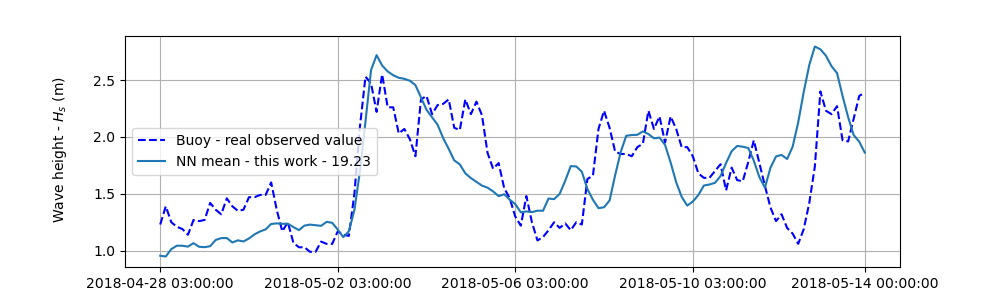 Wave height - Hs (m)
2.5
2.0
1.5
1.0
Buoy - real observed value
NN mean - this work - 19.23
2018-04-28 03:00:00 2018-05-02 03:00:00 2018-05-06 03:00:00 2018-05-10 03:00:00 2018-05-14 00:00:00